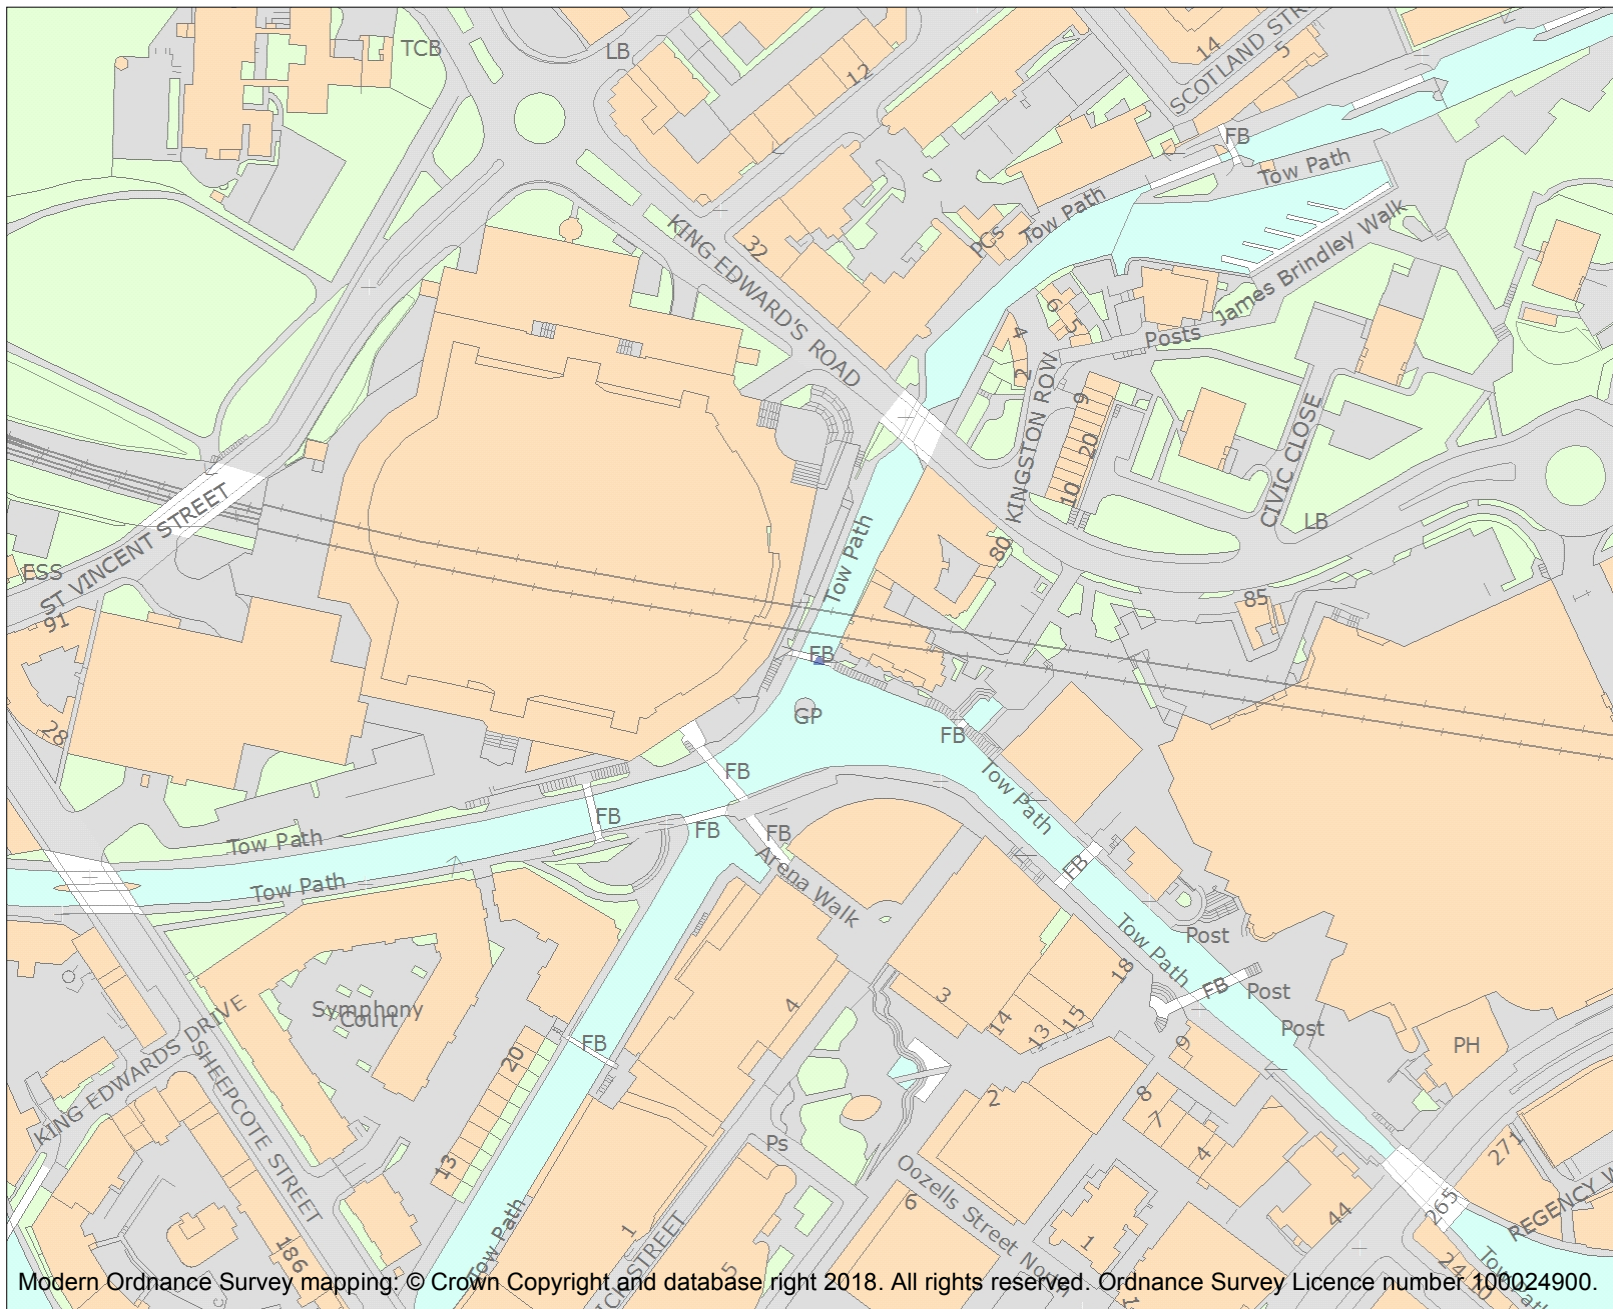 TCB
LB
12
14
SCOTLAND STR
5
FB
Tow Path
Tow Path
KING EDWARD'S ROAD
32
PCs
James Brindley Walk
6
5
4
2
Posts
KINGSTON ROW
9
20
10
CIVIC CLOSE
LB
ST VINCENT STREET
ESS
91
28
Tow Path
80
85
FB
GP
FB
FB
FB
FB
FB
Tow Path
Tow Path
Tow Path
Arena Walk
FB
Tow Path
Post
FB
Post
Post
18
15
13
14
3
4
PH
Symphony
Court
KING EDWARDS DRIVE
SHEEPCOTE STREET
20
13
FB
9
8
7
4
2
Ps
Oozells Street North
6
1
1
5
186
Tow Path
ICK STREET
44
265
271
REGENCY W
Modern Ordnance Survey mapping: © Crown Copyright and database right 2018. All rights reserved. Ordnance Survey Licence number 100024900.